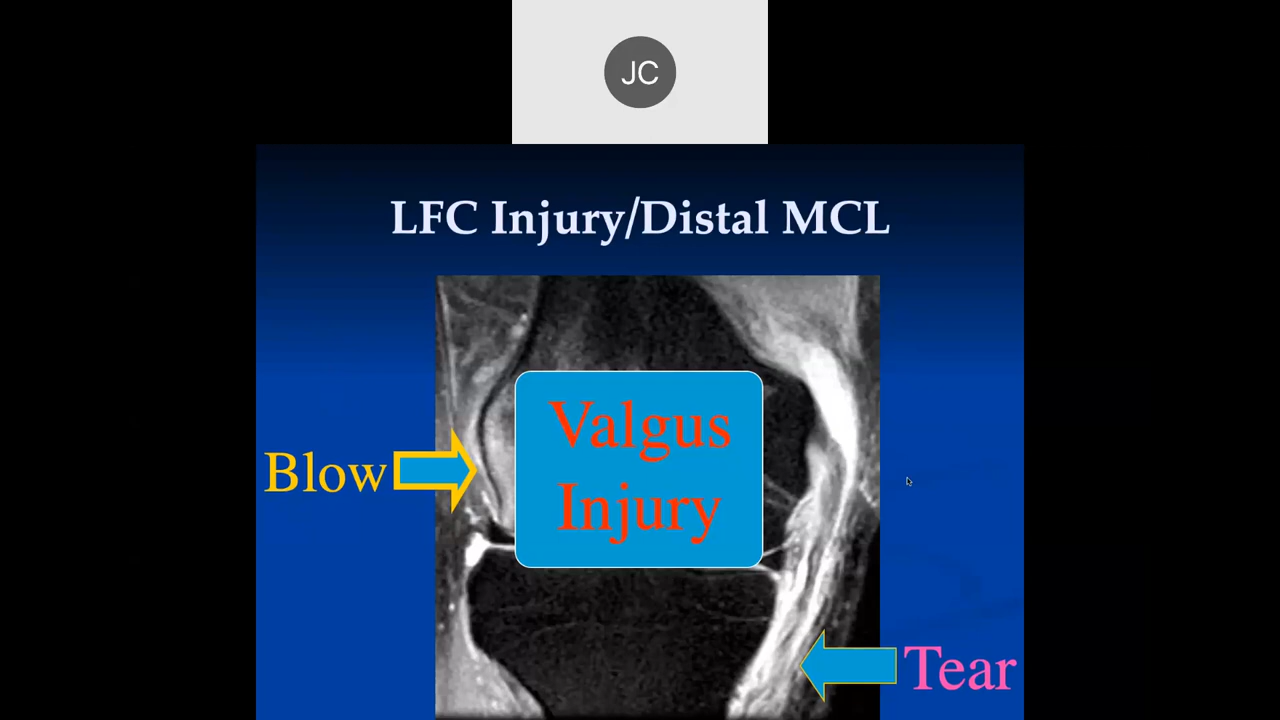 JC
LFC Injury/Distal MCL
Valgus
Injury
Blow
Tear